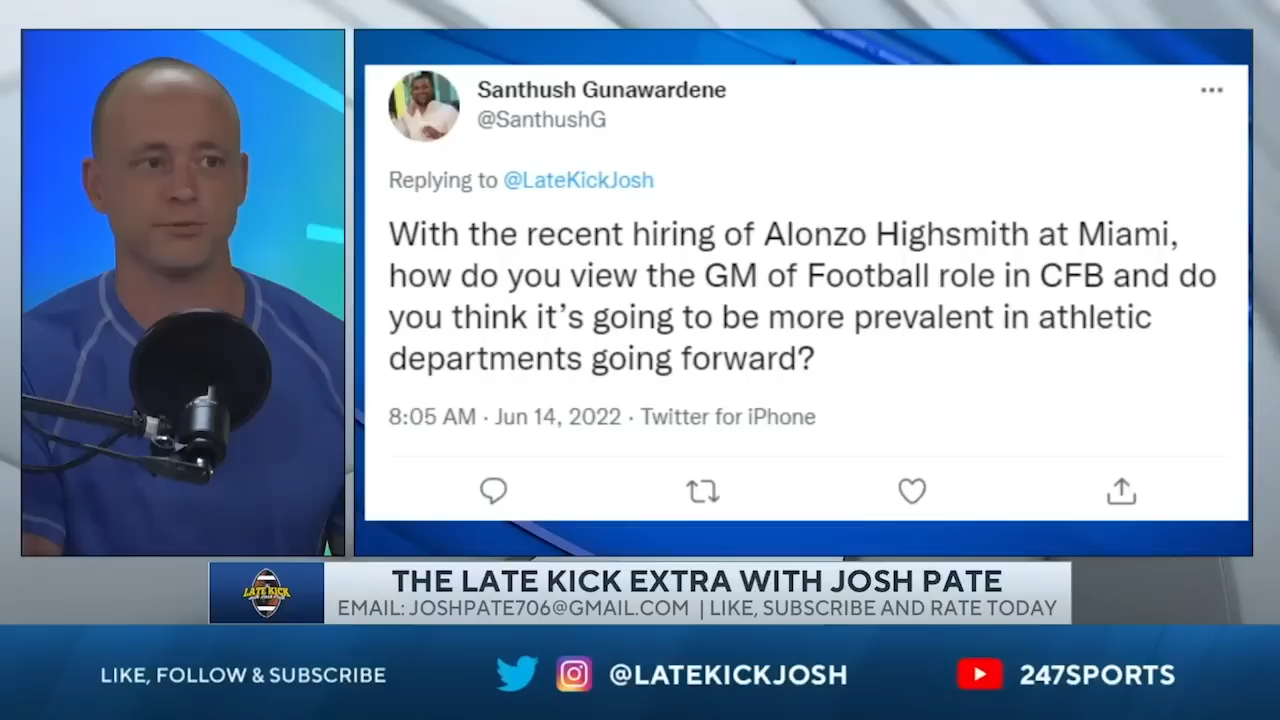 Santhush Gunawardene
@SanthushG
Replying to @LateKickJosh
With the recent hiring of Alonzo Highsmith at Miami,
how do you view the GM of Football role in CFB and do
you think it’s going to be more prevalent in athletic
departments going forward?
8:05 AM · Jun 14, 2022 · Twitter for iPhone
LATE KICK
THE LATE KICK EXTRA WITH JOSH PATE
EMAIL: JOSHPATE706@GMAIL.COM | LIKE, SUBSCRIBE AND RATE TODAY
LIKE, FOLLOW & SUBSCRIBE
@LATEKICKJOSH
247SPORTS